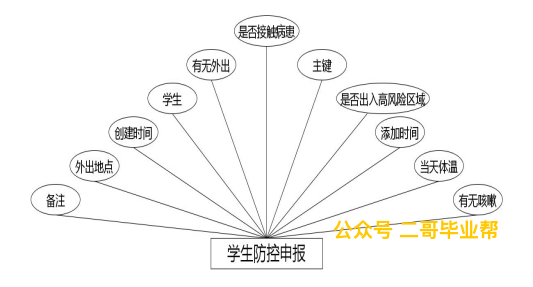 是否接触病患
有无外出
主键
学生
是否出入高风险区域
创建时间
添加时间
外出地点
当天体温
备注
有无咳嗽
公众号 二哥毕业帮
学生防控申报